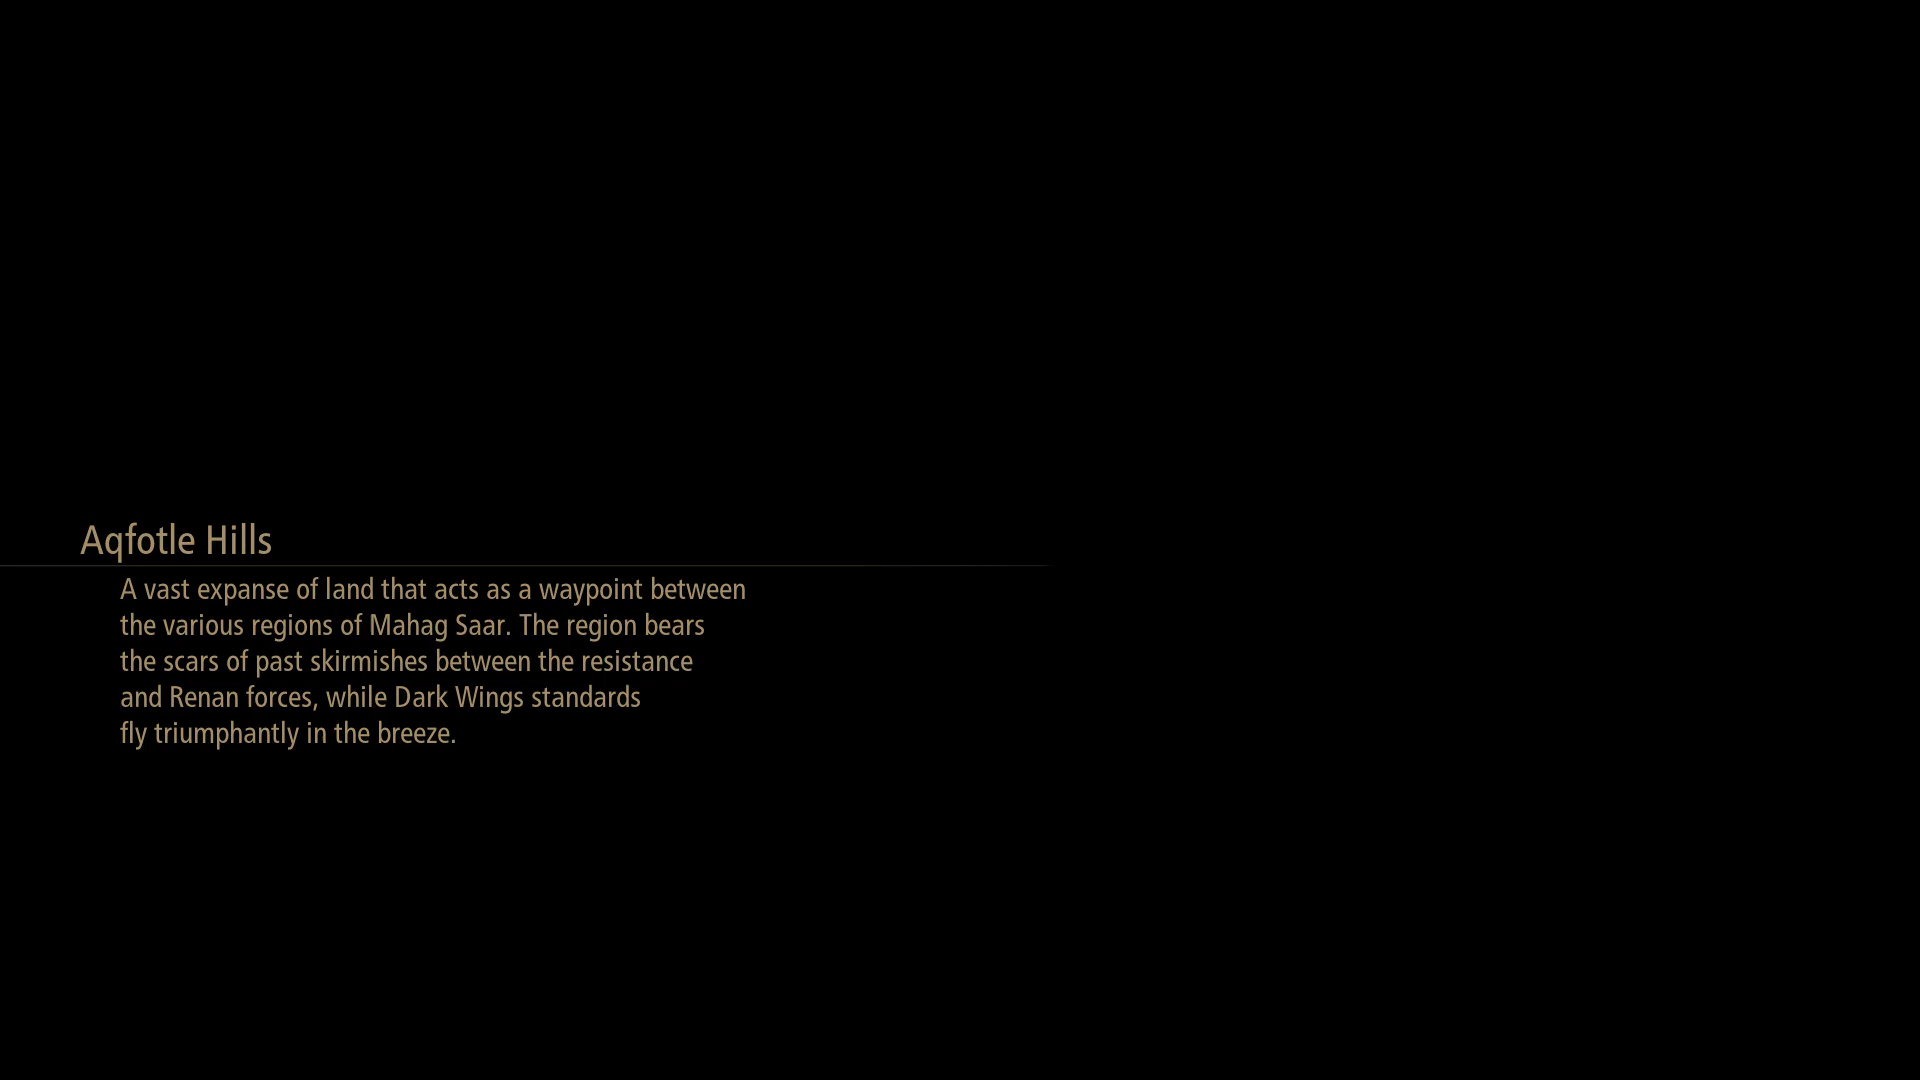 Aqfotle Hills
A vast expanse of land that acts as a waypoint between
the various regions of Mahag Saar. The region bears
the scars of past skirmishes between the resistance
and Renan forces, while Dark Wings standards
fly triumphantly in the breeze.